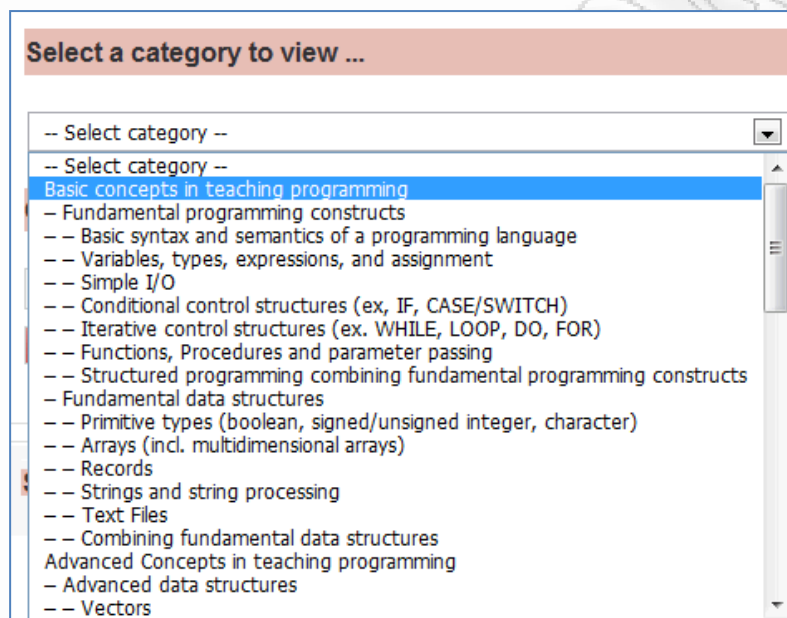 Select a category to view ...
-- Select category --
-- Select category --
Basic concepts in teaching programming
– Fundamental programming constructs
– – Basic syntax and semantics of a programming language
– – Variables, types, expressions, and assignment
– – Simple I/O
– – Conditional control structures (ex, IF, CASE/SWITCH)
– – Iterative control structures (ex. WHILE, LOOP, DO, FOR)
– – Functions, Procedures and parameter passing
– – Structured programming combining fundamental programming constructs
– Fundamental data structures
– – Primitive types (boolean, signed/unsigned integer, character)
– – Arrays (incl. multidimensional arrays)
– – Records
– – Strings and string processing
– – Text Files
– – Combining fundamental data structures
Advanced Concepts in teaching programming
– Advanced data structures
– – Vectors